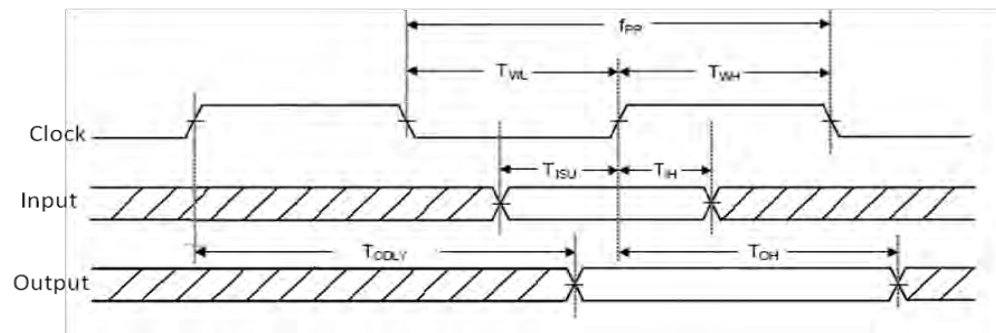 fPP
TWL TWH
Clock
TISU TIH
Input
TODLY TOH
Output